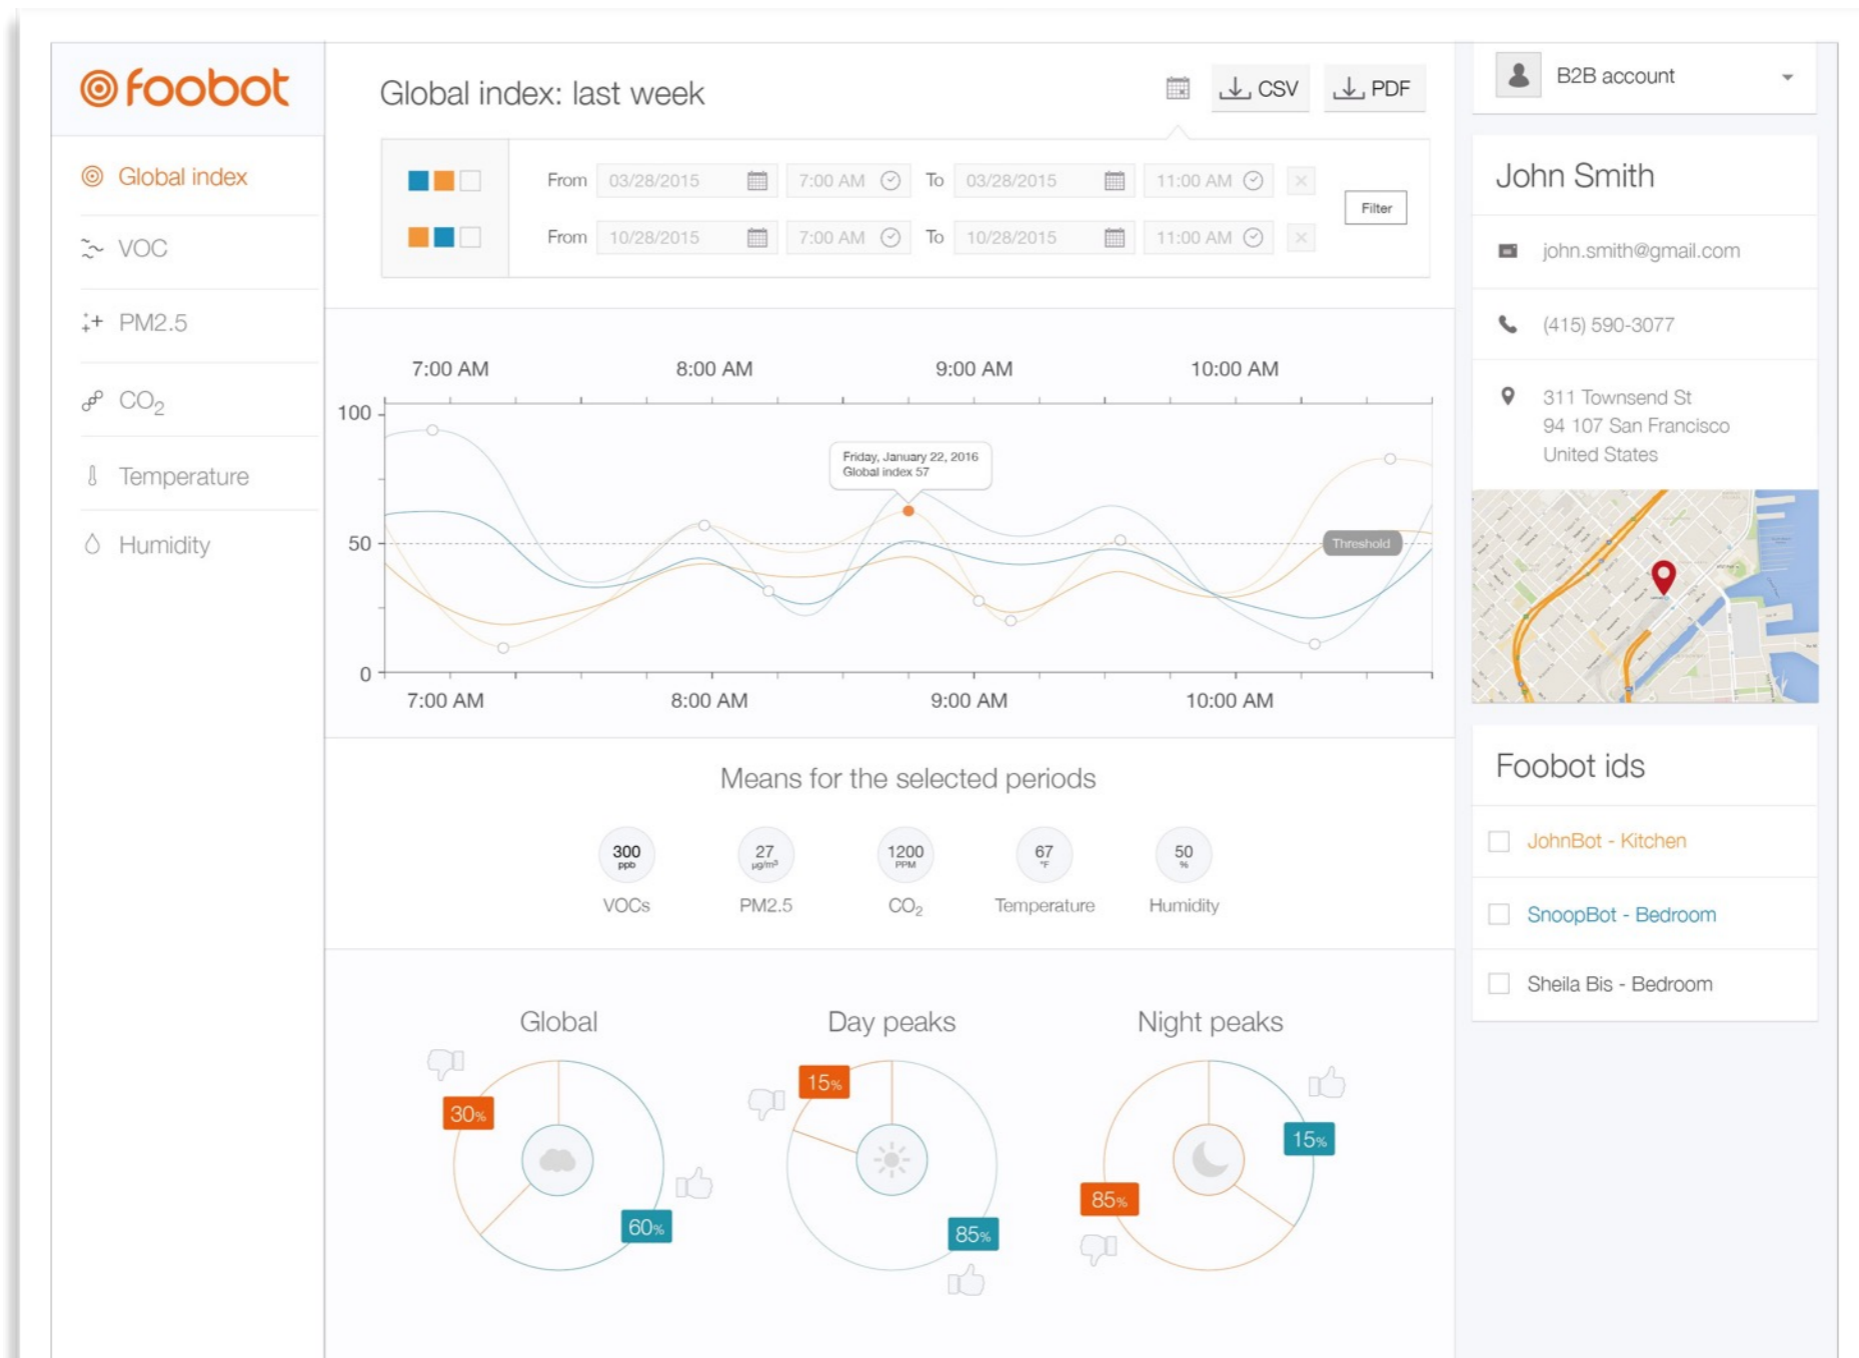 foobot
Global index
VOC
PM2.5
CO₂
Temperature
Humidity
Global index: last week
CSV
PDF
From 03/28/2015 7:00 AM To 03/28/2015 11:00 AM ×
From 10/28/2015 7:00 AM To 10/28/2015 11:00 AM ×
Filter
7:00 AM 8:00 AM 9:00 AM 10:00 AM
100
50
0
Friday, January 22, 2016
Global index 57
Threshold
7:00 AM 8:00 AM 9:00 AM 10:00 AM
Means for the selected periods
300 27 1200 67 50
ppb µg/m³ PPM °F %
VOCs PM2.5 CO₂ Temperature Humidity
Global
30%
60%
Day peaks
15%
85%
Night peaks
15%
85%
B2B account
John Smith
john.smith@gmail.com
(415) 590-3077
311 Townsend St
94 107 San Francisco
United States
Foobot ids
JohnBot - Kitchen
SnoopBot - Bedroom
Sheila Bis - Bedroom